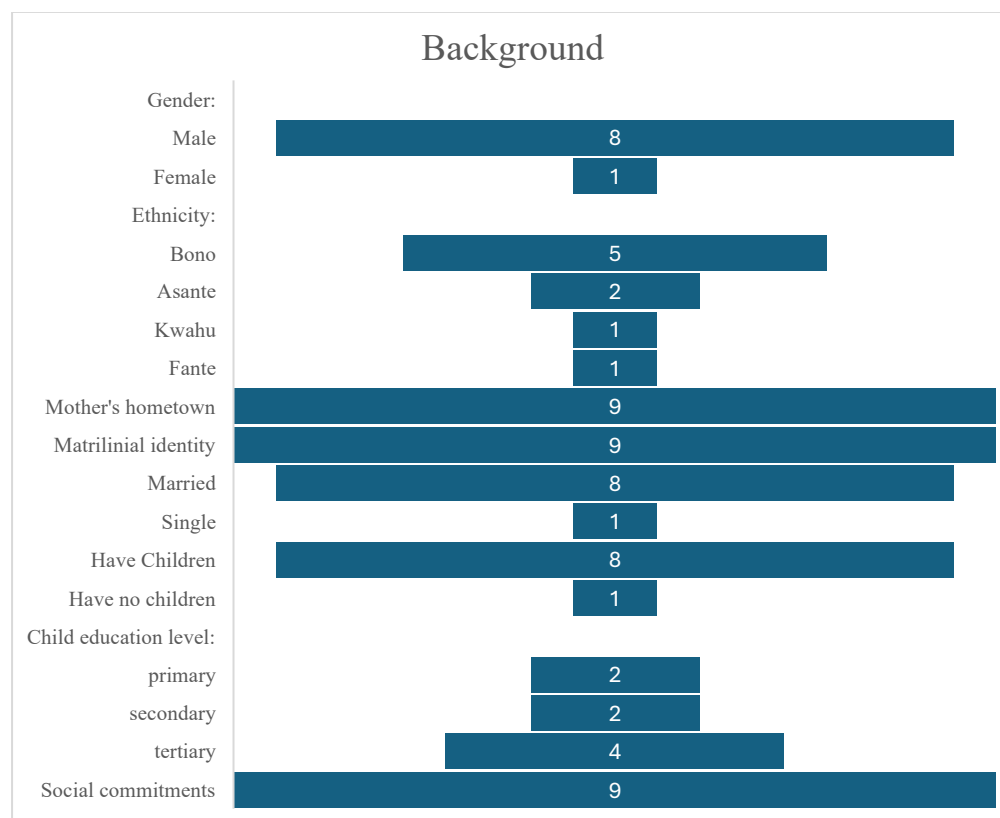 Background
Gender:
Male 8
Female 1
Ethnicity:
Bono 5
Asante 2
Kwahu 1
Fante 1
Mother's hometown 9
Matrilinial identity 9
Married 8
Single 1
Have Children 8
Have no children 1
Child education level:
primary 2
secondary 2
tertiary 4
Social commitments 9